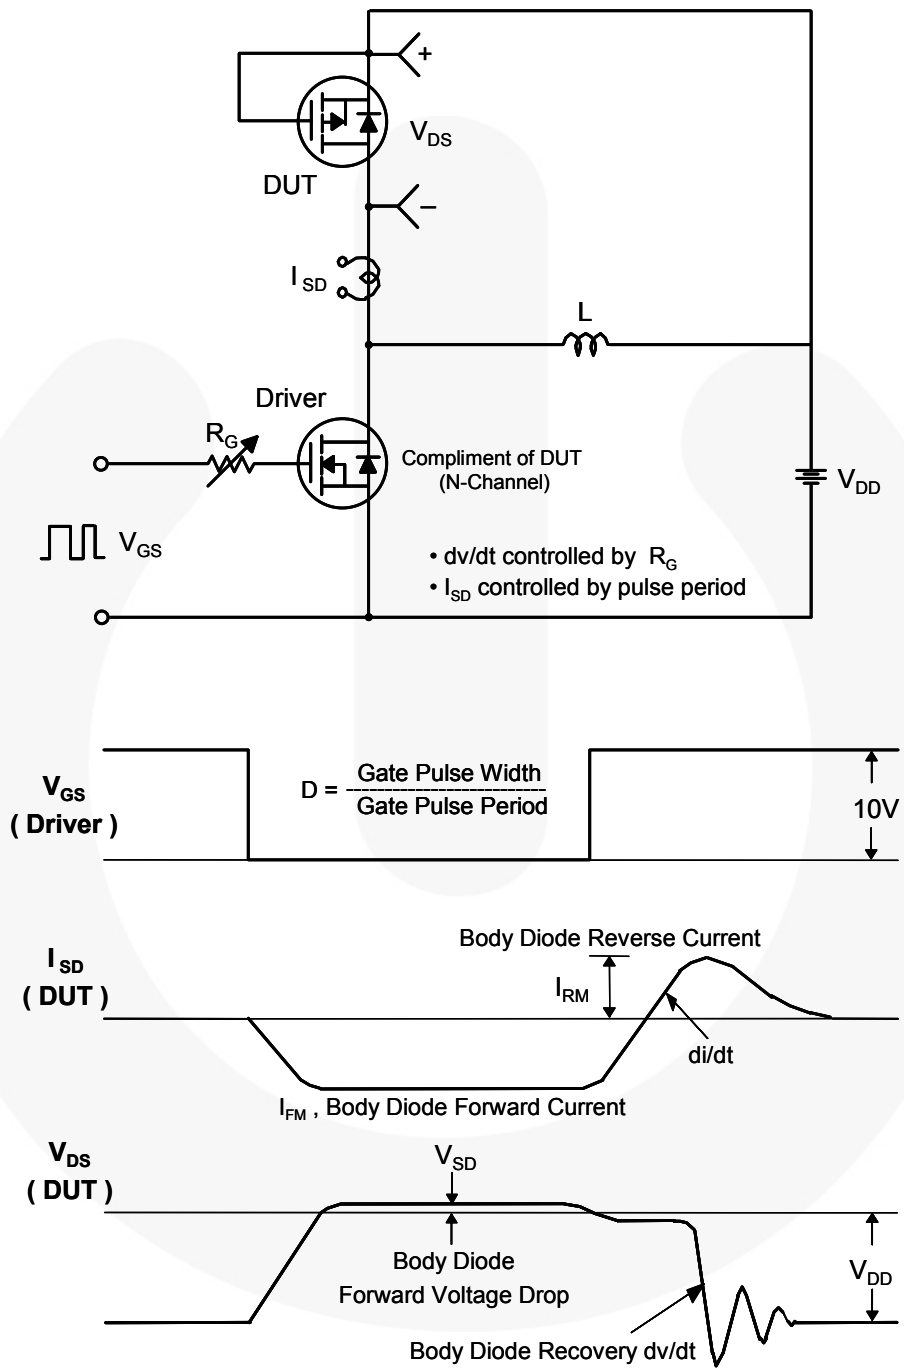 +
V_DS
DUT
−
I_SD
L
Driver
R_G
Compliment of DUT
(N-Channel)
V_DD
V_GS
• dv/dt controlled by R_G
• I_SD controlled by pulse period
V_GS
( Driver )
D = Gate Pulse Width
Gate Pulse Period
10V
I_SD
( DUT )
Body Diode Reverse Current
I_RM
di/dt
I_FM , Body Diode Forward Current
V_DS
( DUT )
V_SD
Body Diode
Forward Voltage Drop
V_DD
Body Diode Recovery dv/dt